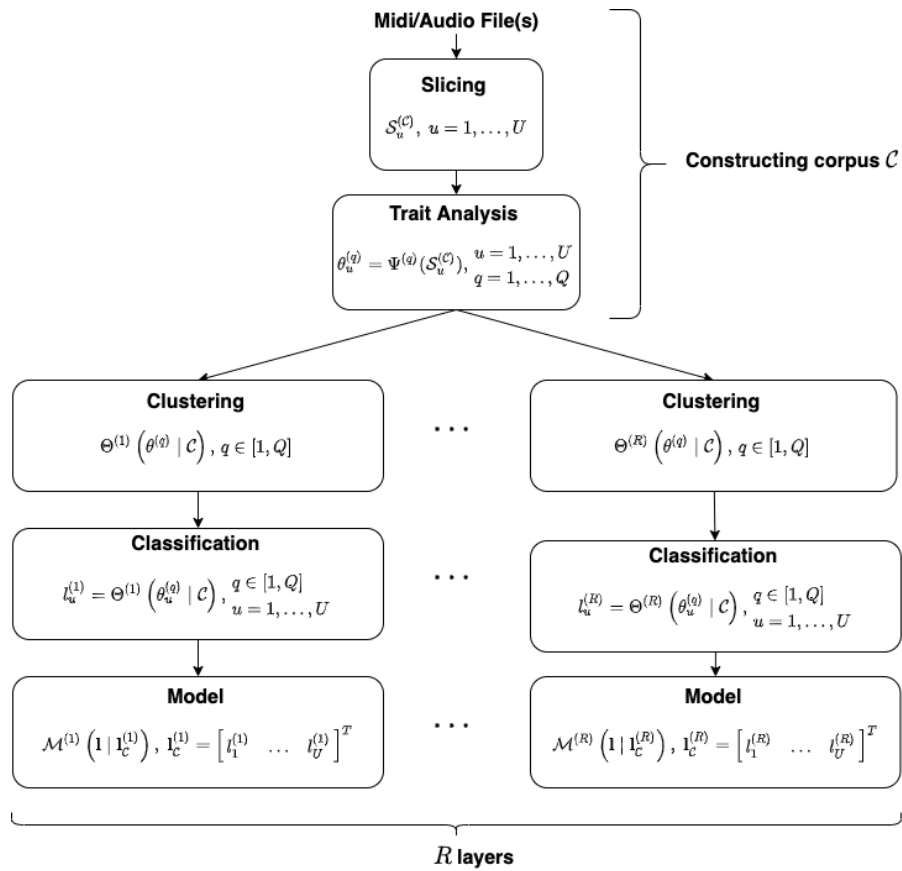 Midi/Audio File(s)
Slicing
𝒮_u^{(𝒞)}, u = 1, . . . , U
Constructing corpus 𝒞
Trait Analysis
θ_u^{(q)} = Ψ^{(q)}(𝒮_u^{(𝒞)}), u = 1, . . . , U
q = 1, . . . , Q
Clustering
Θ^{(1)} (θ^{(q)} | 𝒞), q ∈ [1, Q]
. . .
Clustering
Θ^{(R)} (θ^{(q)} | 𝒞), q ∈ [1, Q]
Classification
l_u^{(1)} = Θ^{(1)} (θ_u^{(q)} | 𝒞), q ∈ [1, Q]
u = 1, . . . , U
. . .
Classification
l_u^{(R)} = Θ^{(R)} (θ_u^{(q)} | 𝒞), q ∈ [1, Q]
u = 1, . . . , U
Model
ℳ^{(1)} (𝐥 | 𝐥_𝒞^{(1)}), 𝐥_𝒞^{(1)} = [l_1^{(1)} . . . l_U^{(1)}]^T
. . .
Model
ℳ^{(R)} (𝐥 | 𝐥_𝒞^{(R)}), 𝐥_𝒞^{(R)} = [l_1^{(R)} . . . l_U^{(R)}]^T
R layers